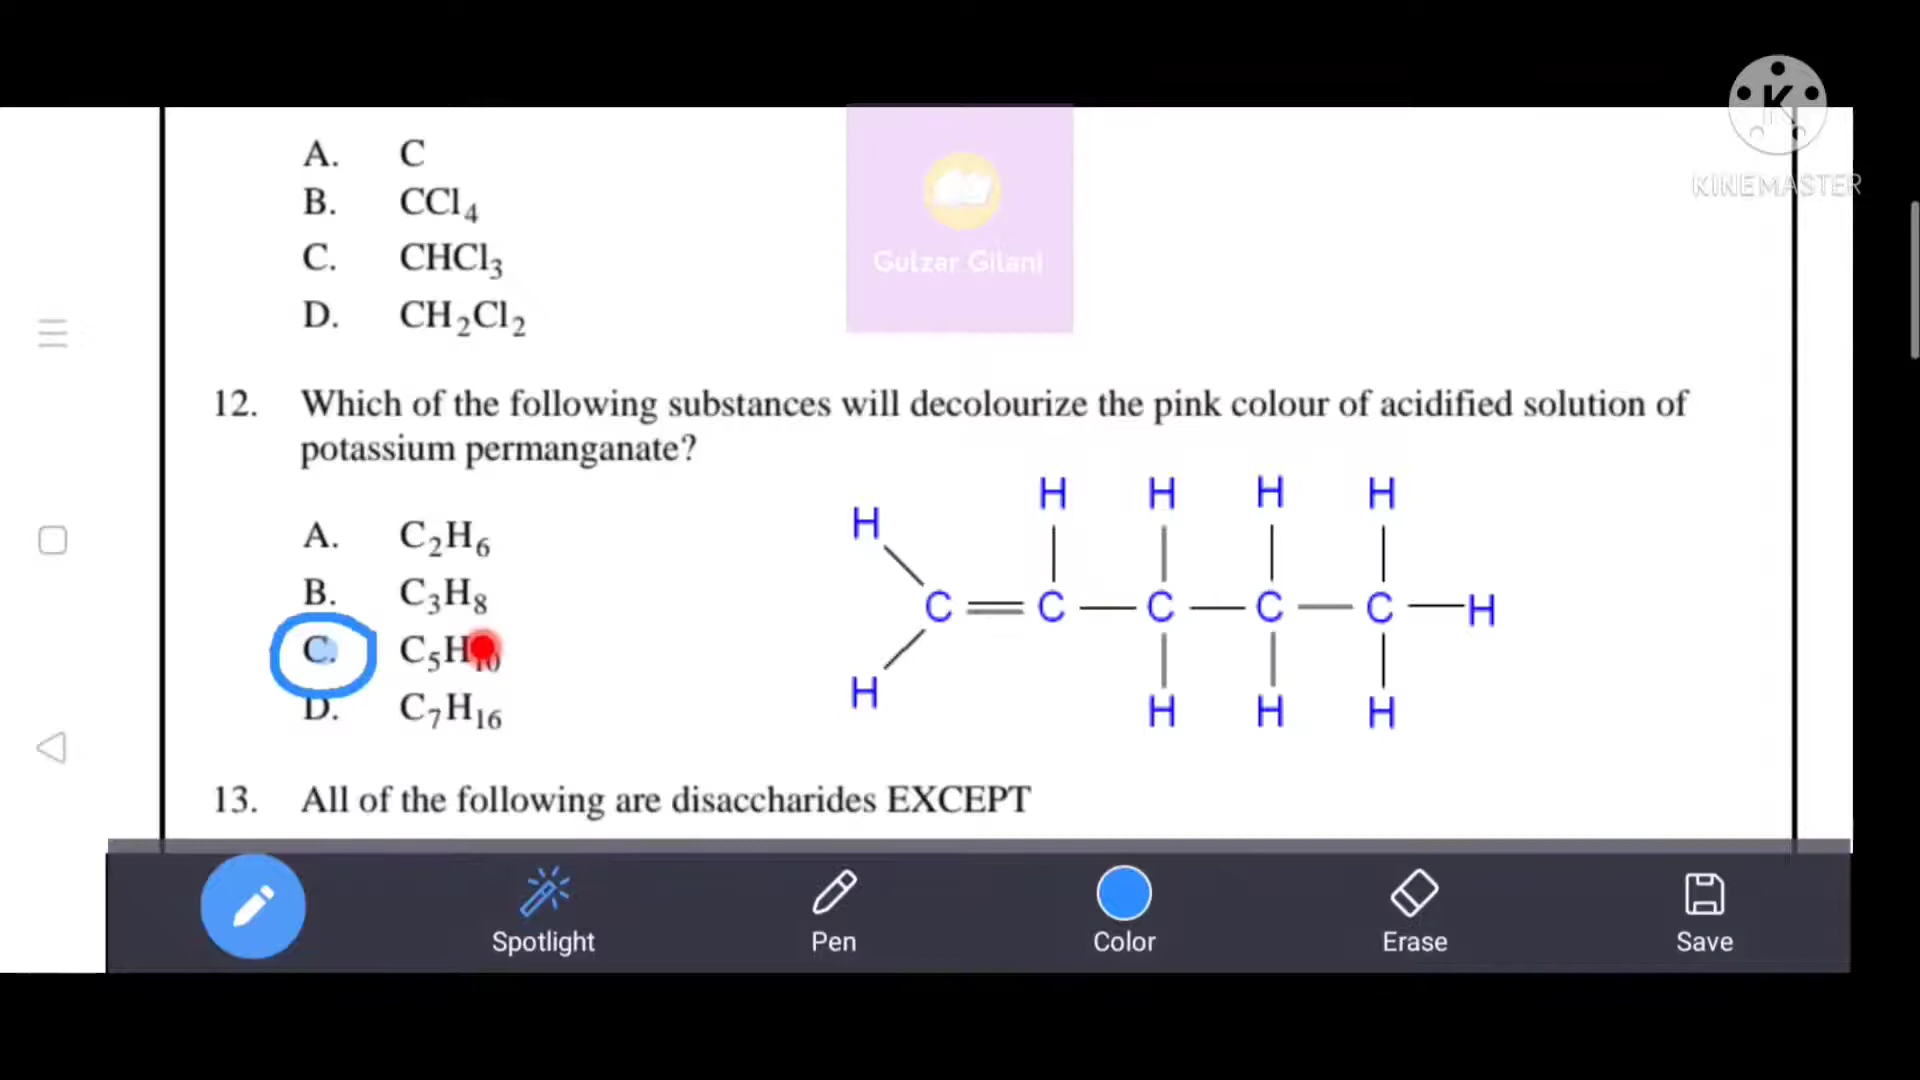 KINEMASTER
A. C
B. CCl₄
C. CHCl₃
D. CH₂Cl₂
Gulzar Gilani
12. Which of the following substances will decolourize the pink colour of acidified solution of
potassium permanganate?
A. C₂H₆
B. C₃H₈
C. C₅H₁₀
D. C₇H₁₆
H H H H
H
C C C C C H
H
H H H
13. All of the following are disaccharides EXCEPT
Spotlight Pen Color Erase Save